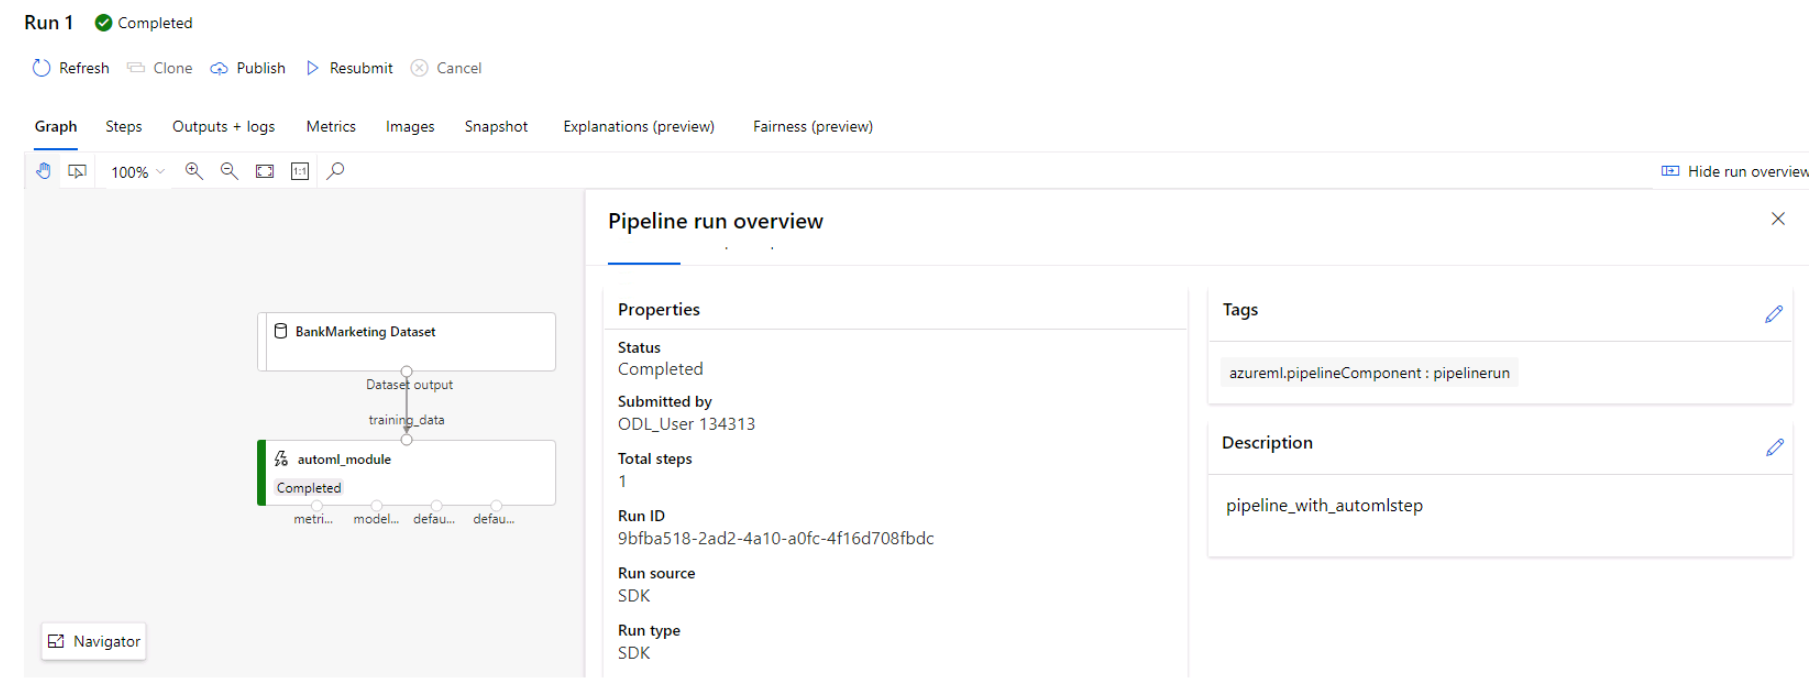 Run 1 Completed
Refresh Clone Publish Resubmit Cancel
Graph Steps Outputs + logs Metrics Images Snapshot Explanations (preview) Fairness (preview)
100% 1:1 Hide run overview
Pipeline run overview
BankMarketing Dataset
Dataset output
training_data
automl_module
Completed
metri... model... defau... defau...
Navigator
Properties
Status
Completed
Submitted by
ODL_User 134313
Total steps
1
Run ID
9bfba518-2ad2-4a10-a0fc-4f16d708fbdc
Run source
SDK
Run type
SDK
Tags
azureml.pipelineComponent : pipelinerun
Description
pipeline_with_automlstep